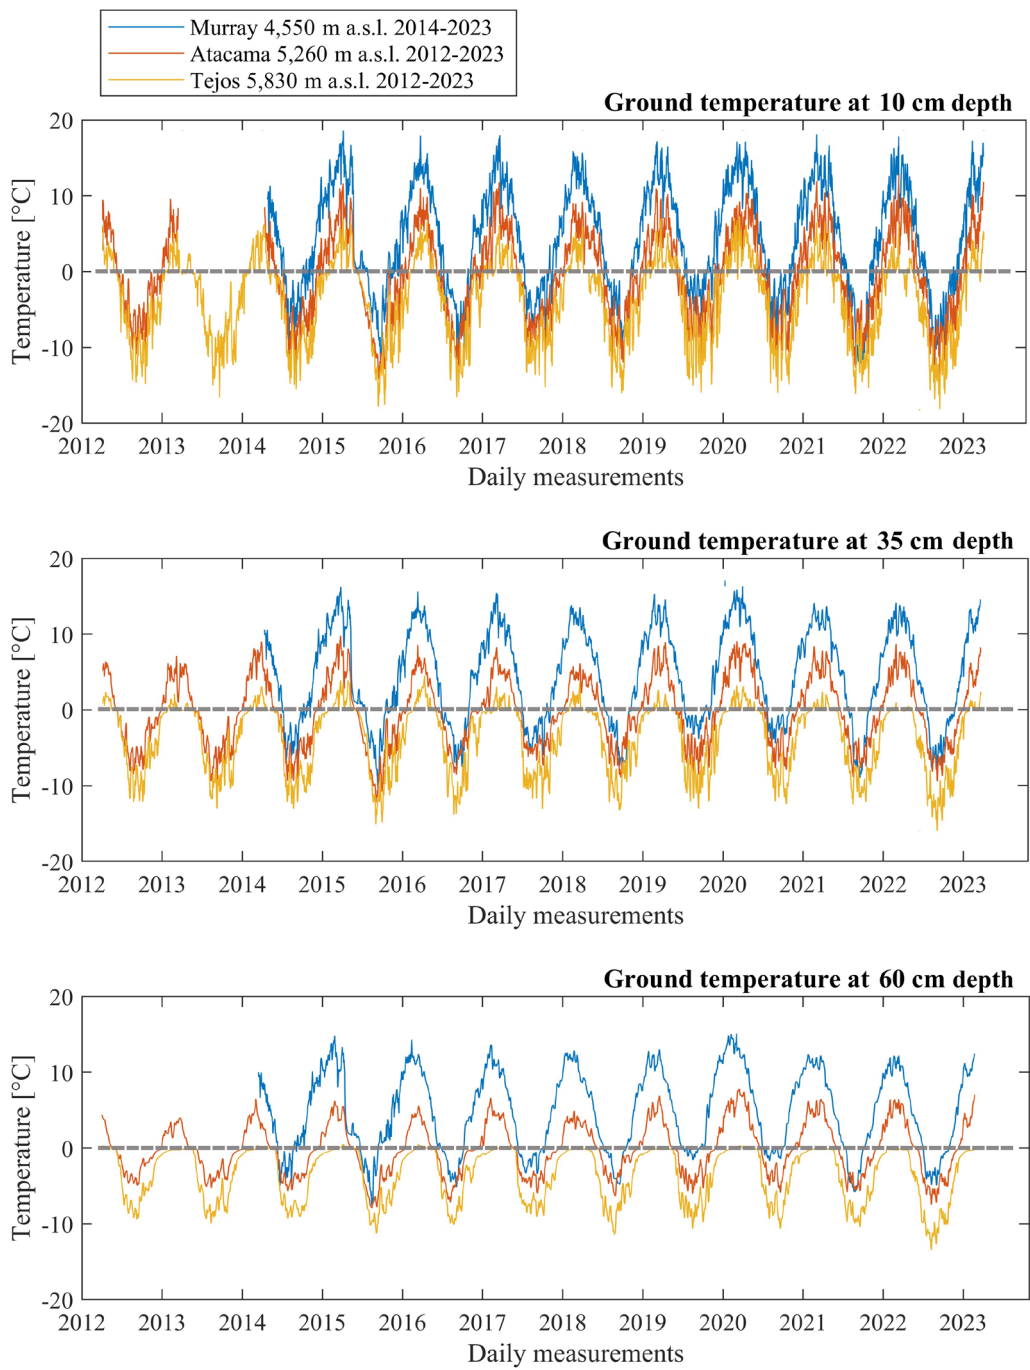 Murray 4,550 m a.s.l. 2014-2023
Atacama 5,260 m a.s.l. 2012-2023
Tejos 5,830 m a.s.l. 2012-2023
Ground temperature at 10 cm depth
Temperature [°C]
20
10
0
-10
-20
2012 2013 2014 2015 2016 2017 2018 2019 2020 2021 2022 2023
Daily measurements
Ground temperature at 35 cm depth
Temperature [°C]
20
10
0
-10
-20
2012 2013 2014 2015 2016 2017 2018 2019 2020 2021 2022 2023
Daily measurements
Ground temperature at 60 cm depth
Temperature [°C]
20
10
0
-10
-20
2012 2013 2014 2015 2016 2017 2018 2019 2020 2021 2022 2023
Daily measurements